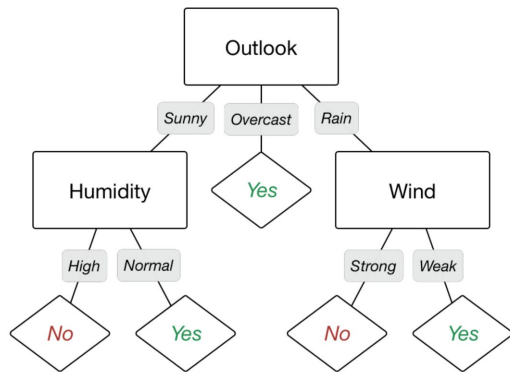 Outlook
Sunny
Overcast
Rain
Humidity
Yes
Wind
High
Normal
Strong
Weak
No
Yes
No
Yes